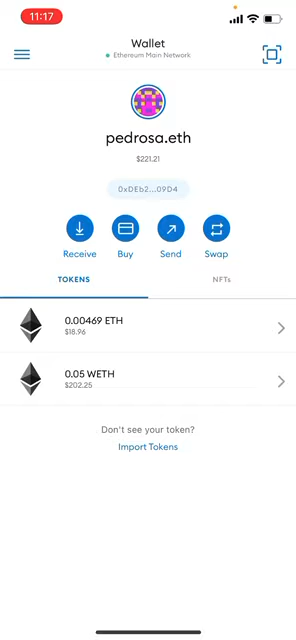 11:17
Wallet
Ethereum Main Network
pedrosa.eth
$221.21
0xDEb2...09D4
Receive Buy Send Swap
TOKENS NFTs
0.00469 ETH
$18.96
0.05 WETH
$202.25
Don't see your token?
Import Tokens